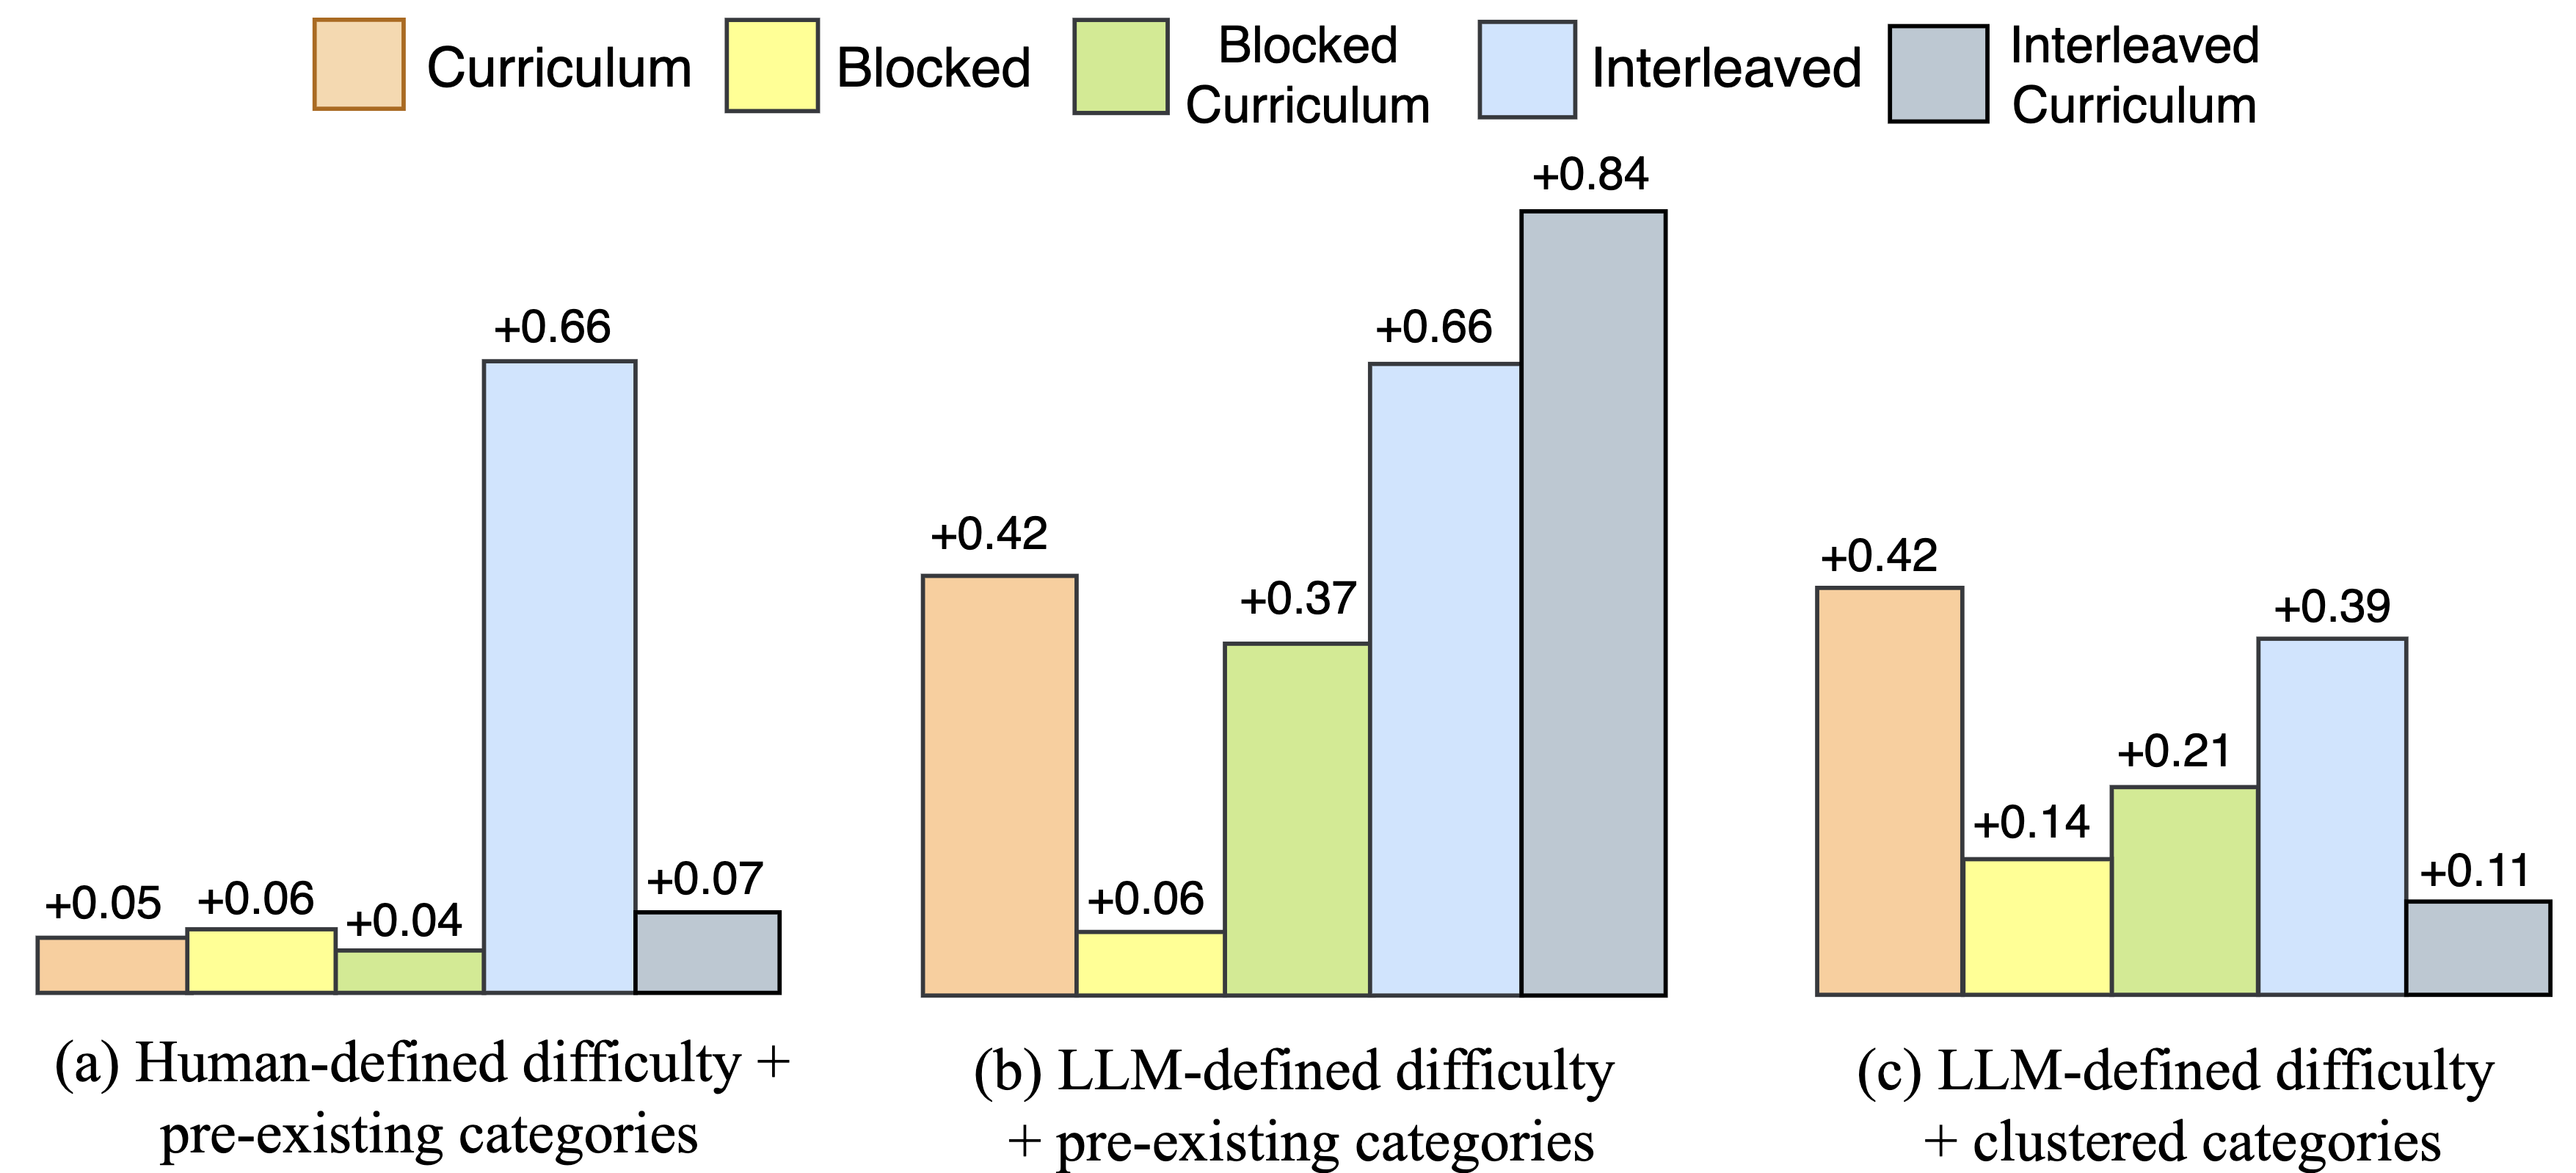 Curriculum
Blocked
Blocked
Curriculum
Interleaved
Interleaved
Curriculum
+0.05
+0.06
+0.04
+0.66
+0.07
(a) Human-defined difficulty +
pre-existing categories
+0.42
+0.06
+0.37
+0.66
+0.84
(b) LLM-defined difficulty
+ pre-existing categories
+0.42
+0.14
+0.21
+0.39
+0.11
(c) LLM-defined difficulty
+ clustered categories